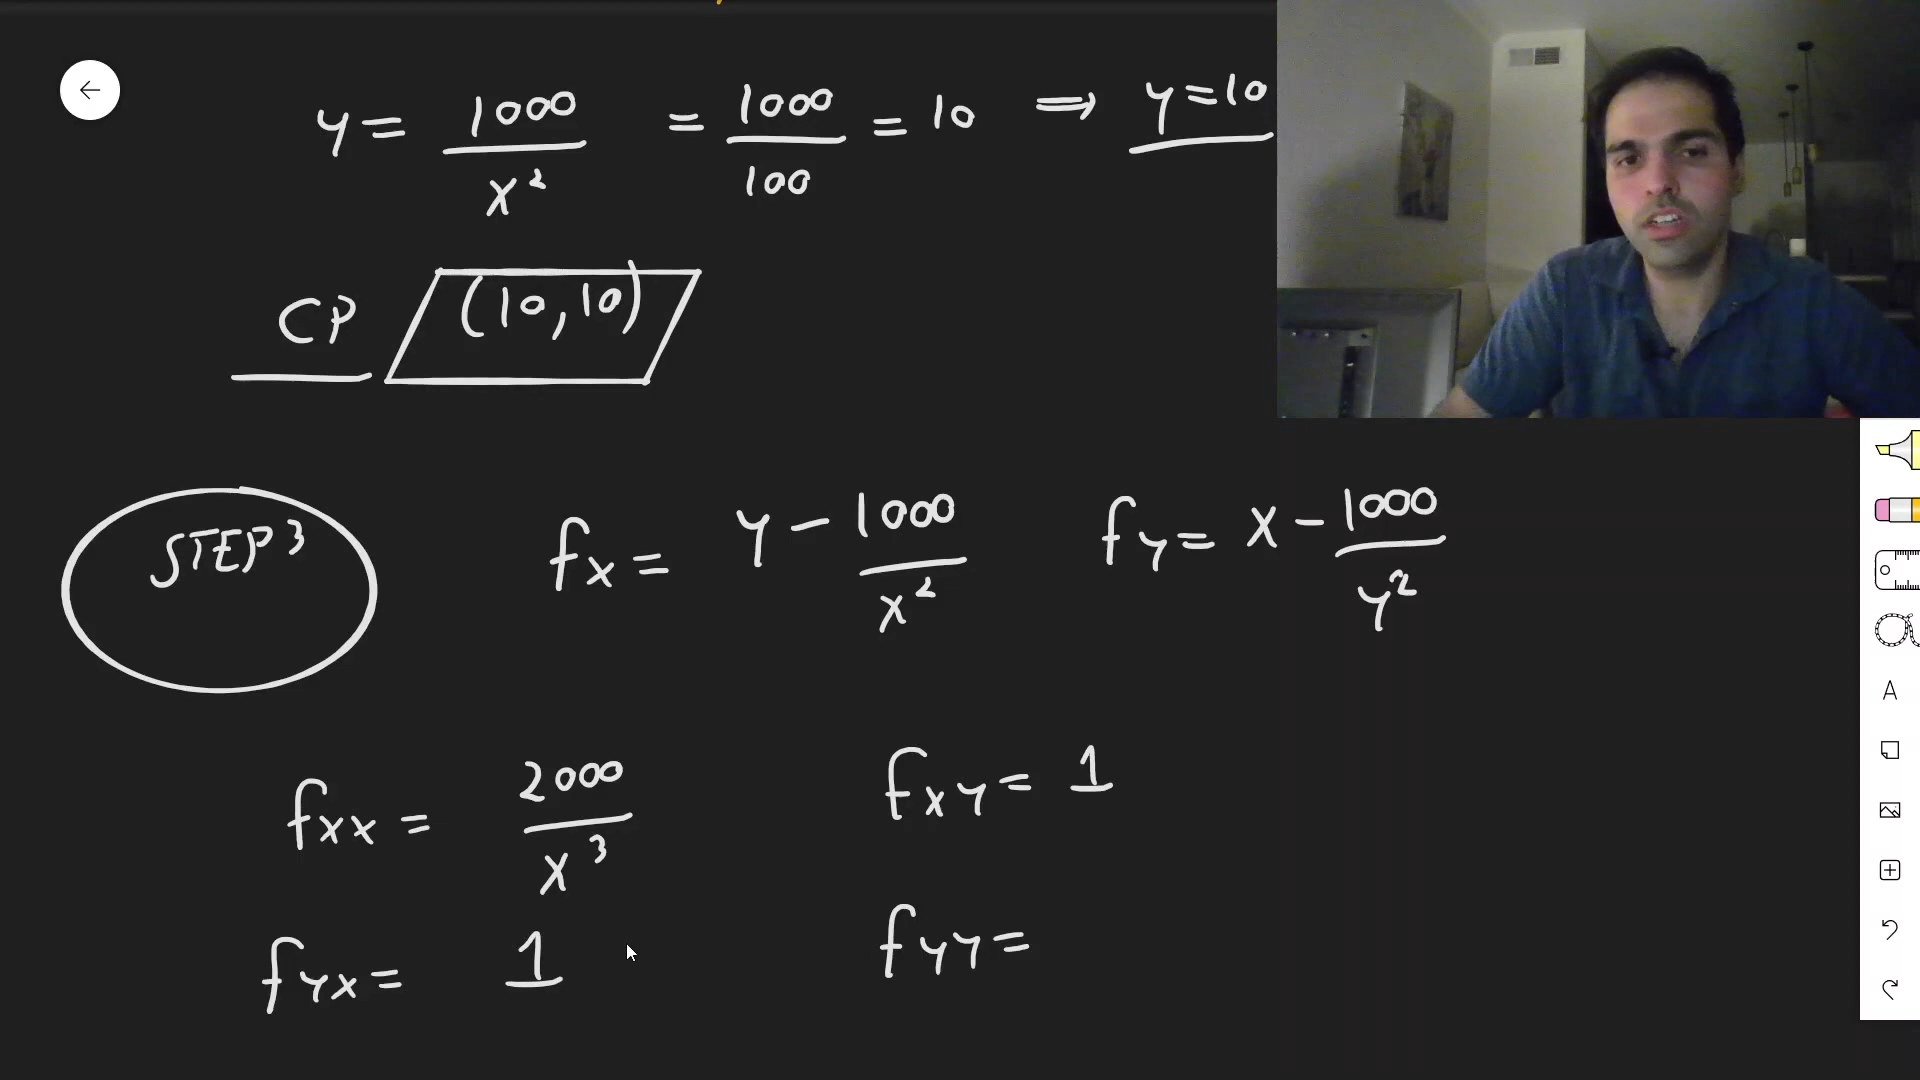 y = 1000/x² = 1000/100 = 10 ⇒ y=10
CP (10,10)
STEP 3 fx = y - 1000/x² fy = x - 1000/y²
fxx = 2000/x³ fxy = 1
fyx = 1 fyy =
A